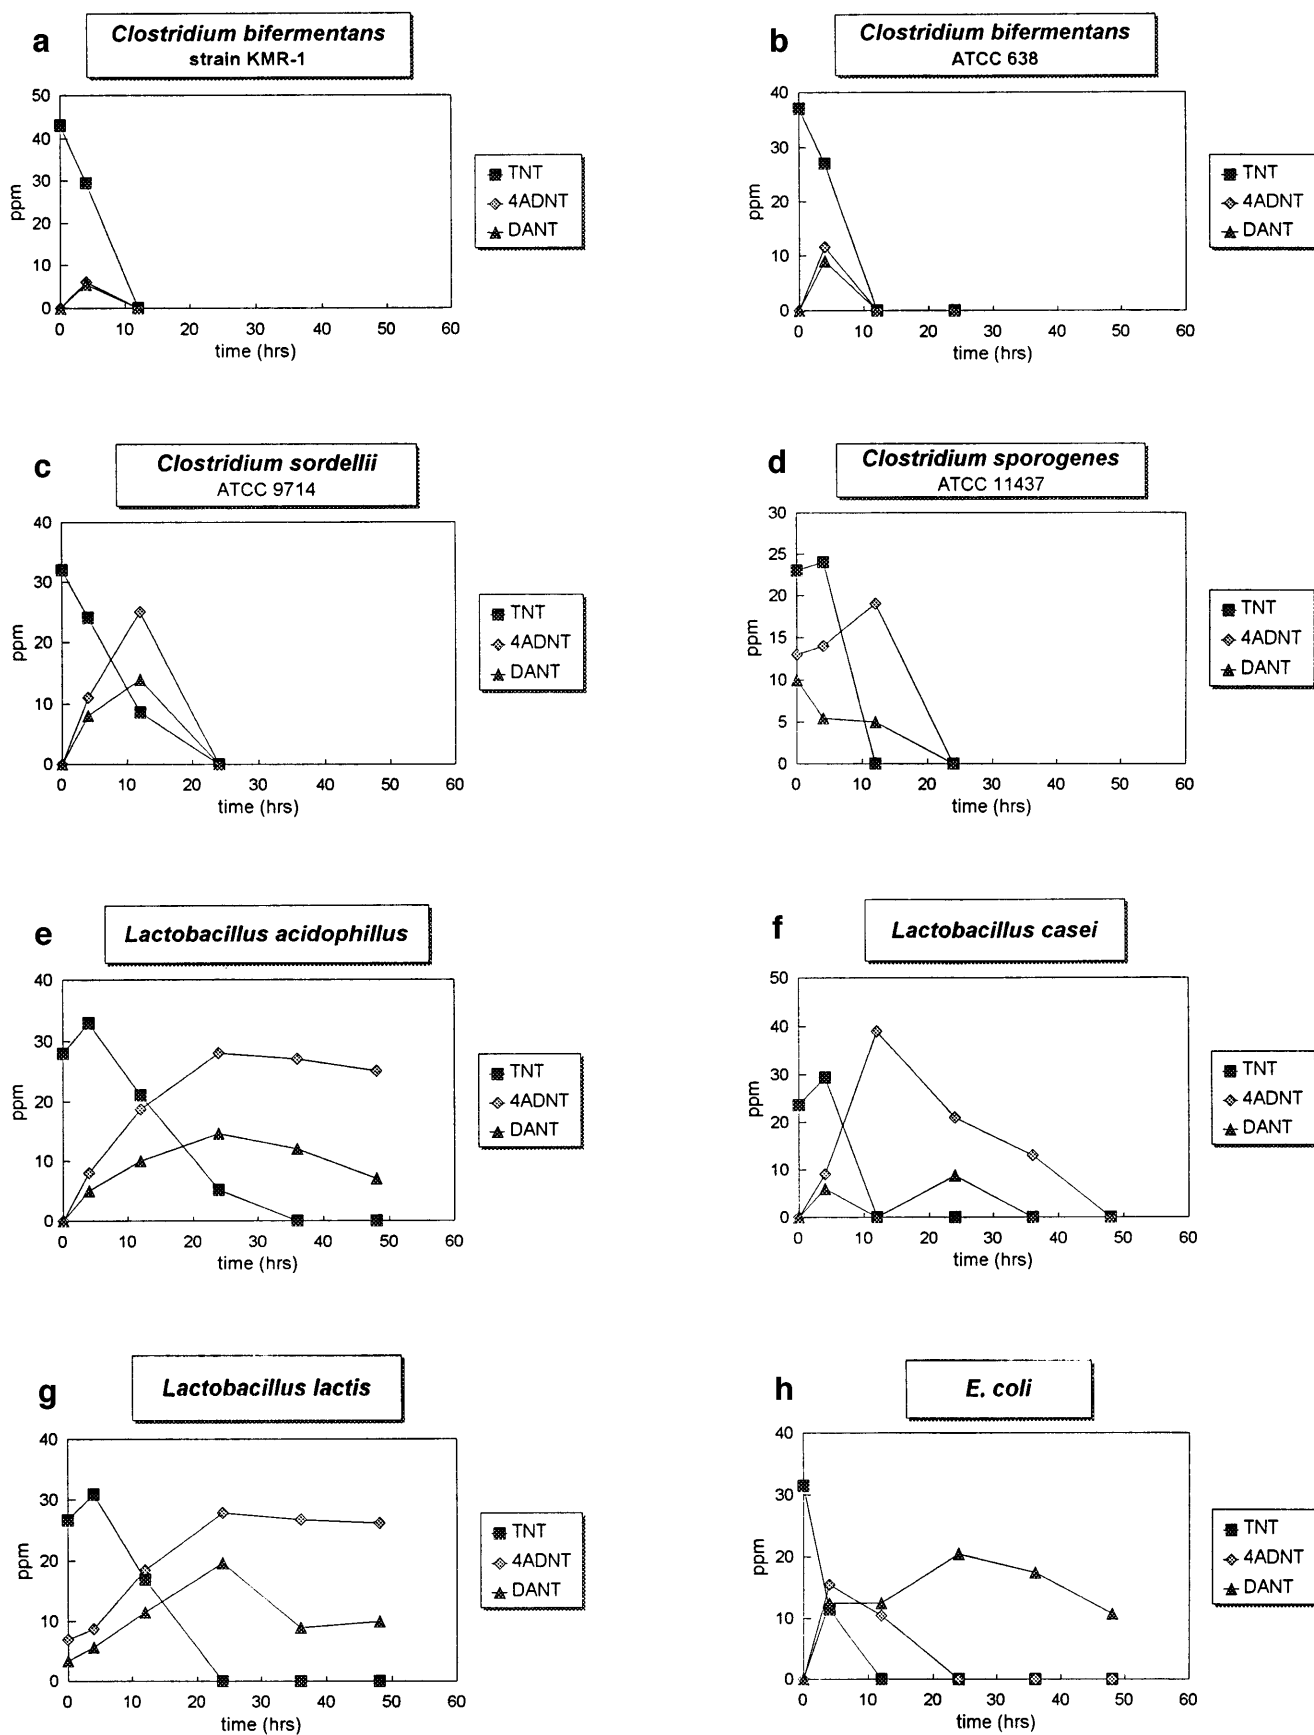 a
Clostridium bifermentans
strain KMR-1
50
40
30
20
10
0
ppm
0 10 20 30 40 50 60
time (hrs)
TNT
4ADNT
DANT
b
Clostridium bifermentans
ATCC 638
40
30
20
10
0
ppm
0 10 20 30 40 50 60
time (hrs)
TNT
4ADNT
DANT
c
Clostridium sordellii
ATCC 9714
40
30
20
10
0
ppm
0 10 20 30 40 50 60
time (hrs)
TNT
4ADNT
DANT
d
Clostridium sporogenes
ATCC 11437
30
25
20
15
10
5
0
ppm
0 10 20 30 40 50 60
time (hrs)
TNT
4ADNT
DANT
e
Lactobacillus acidophillus
40
30
20
10
0
ppm
0 10 20 30 40 50 60
time (hrs)
TNT
4ADNT
DANT
f
Lactobacillus casei
50
40
30
20
10
0
ppm
0 10 20 30 40 50 60
time (hrs)
TNT
4ADNT
DANT
g
Lactobacillus lactis
40
30
20
10
0
ppm
0 10 20 30 40 50 60
time (hrs)
TNT
4ADNT
DANT
h
E. coli
40
30
20
10
0
ppm
0 10 20 30 40 50 60
time (hrs)
TNT
4ADNT
DANT